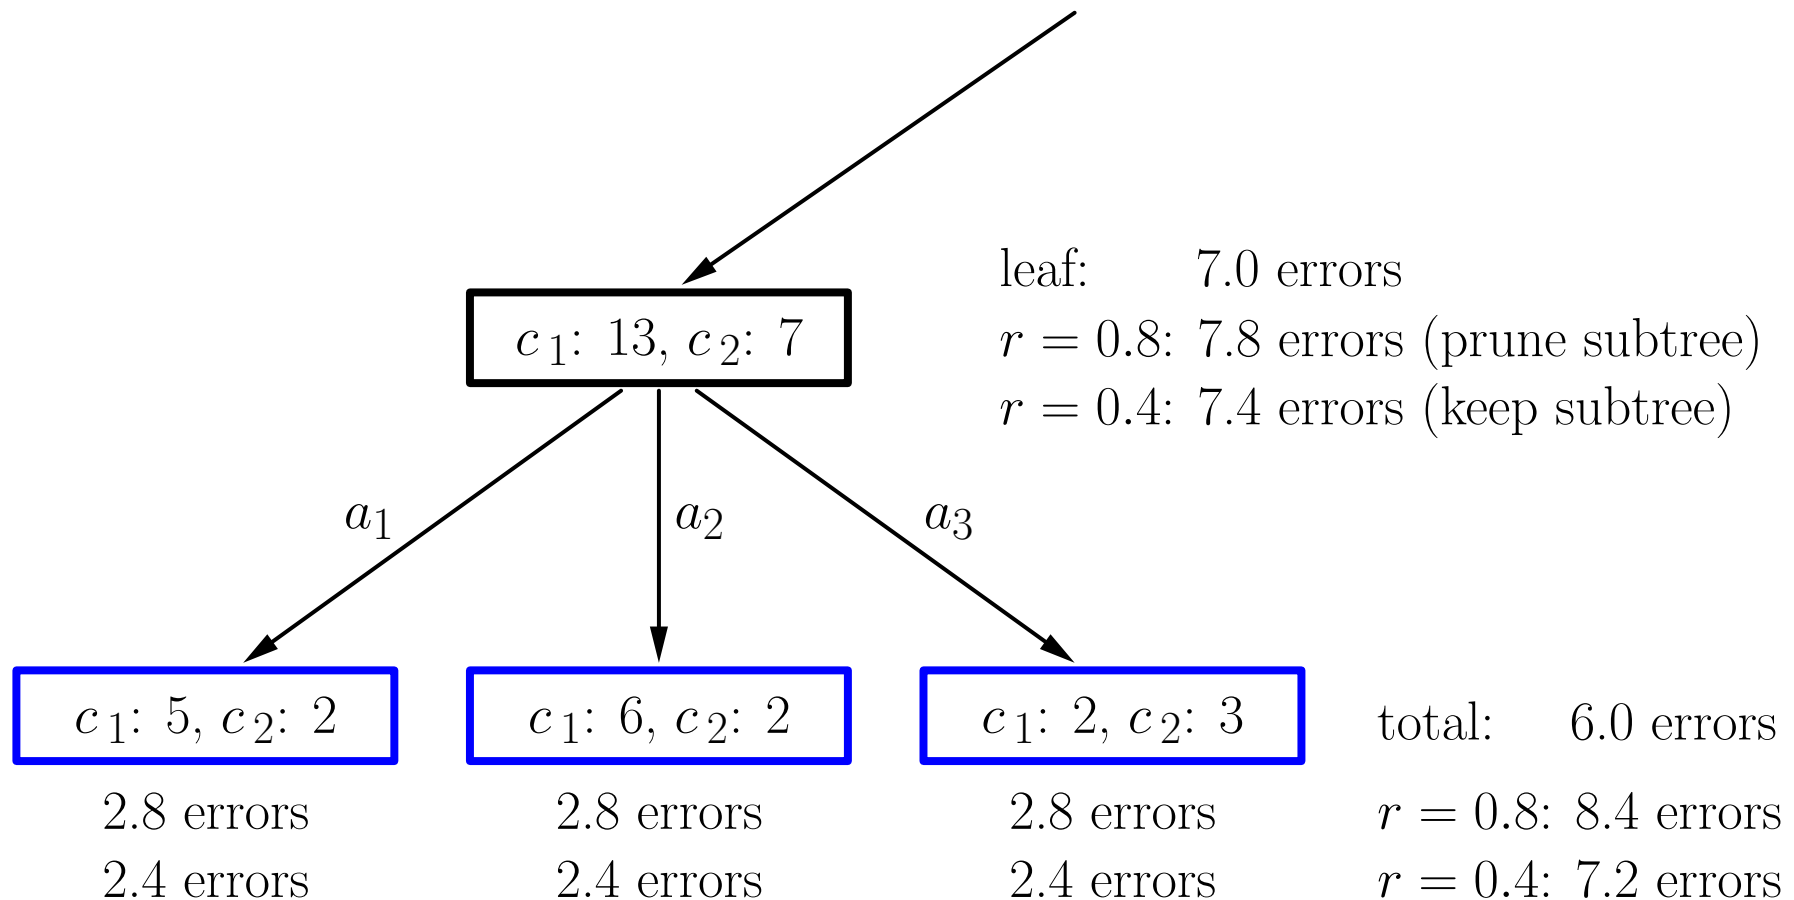 leaf: 7.0 errors
c₁: 13, c₂: 7
r = 0.8: 7.8 errors (prune subtree)
r = 0.4: 7.4 errors (keep subtree)
a₁
a₂
a₃
c₁: 5, c₂: 2
c₁: 6, c₂: 2
c₁: 2, c₂: 3
total: 6.0 errors
2.8 errors
2.8 errors
2.8 errors
r = 0.8: 8.4 errors
2.4 errors
2.4 errors
2.4 errors
r = 0.4: 7.2 errors